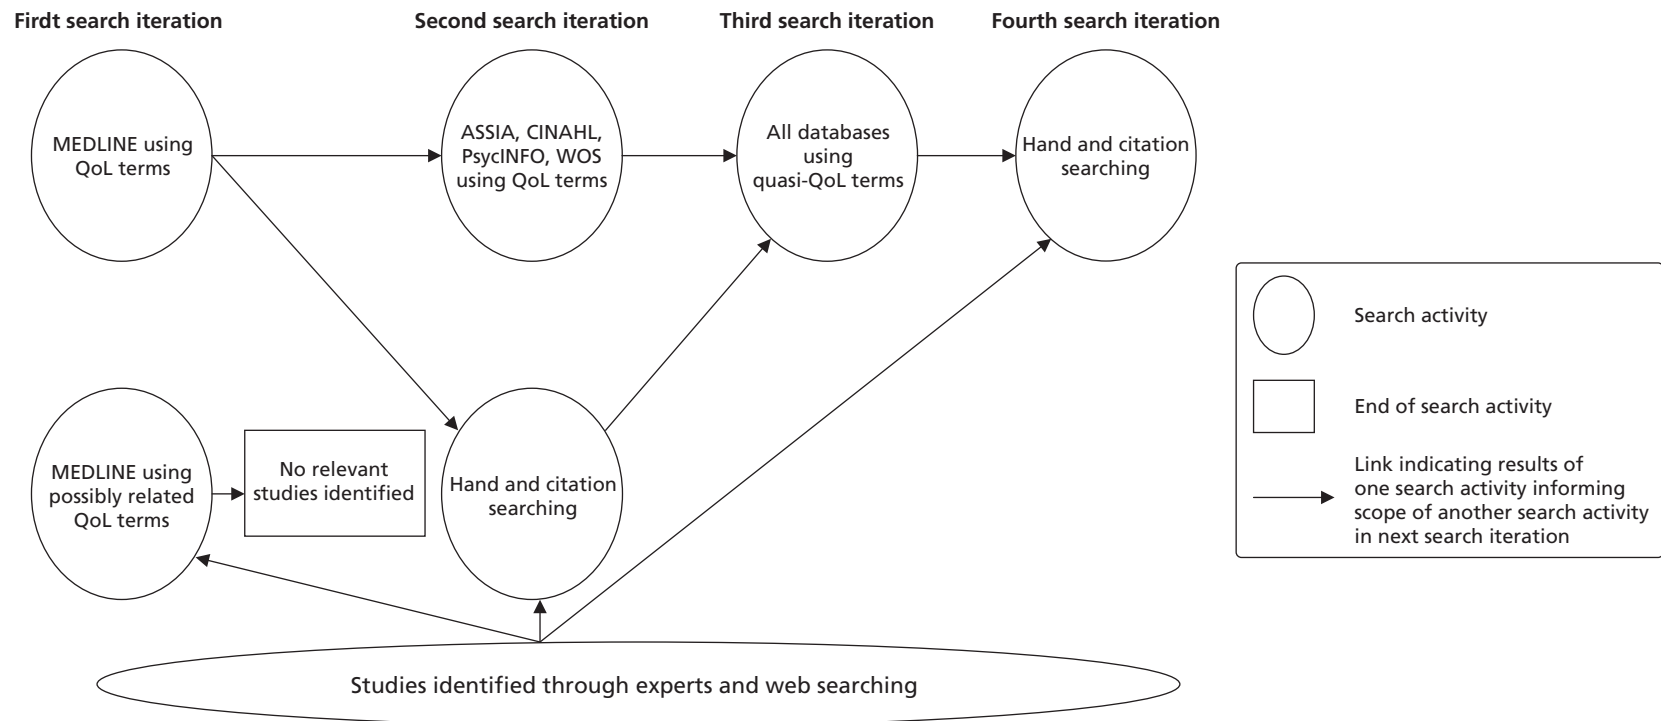 Firdt search iteration
Second search iteration
Third search iteration
Fourth search iteration
MEDLINE using
QoL terms
ASSIA, CINAHL,
PsycINFO, WOS
using QoL terms
All databases
using
quasi-QoL terms
Hand and citation
searching
MEDLINE using
possibly related
QoL terms
No relevant
studies identified
Hand and citation
searching
Studies identified through experts and web searching
Search activity
End of search activity
Link indicating results of
one search activity informing
scope of another search activity
in next search iteration